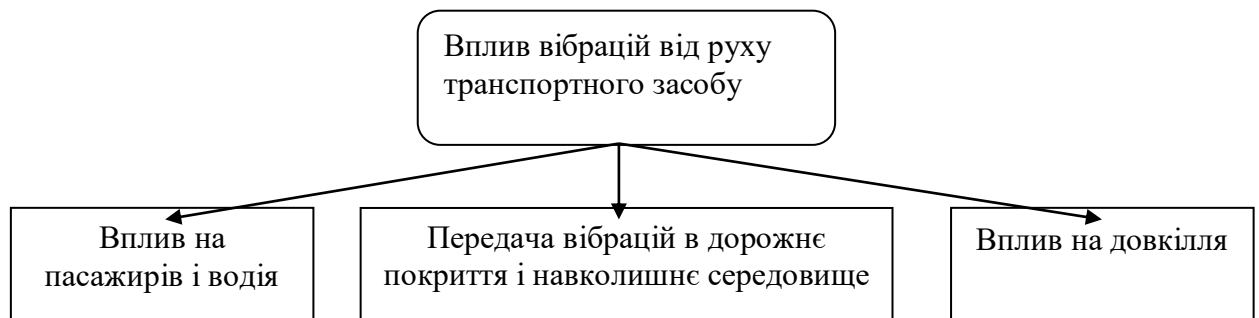 Вплив вібрацій від руху
транспортного засобу
Вплив на
пасажирів і водія
Передача вібрацій в дорожнє
покриття і навколишнє середовище
Вплив на довкілля